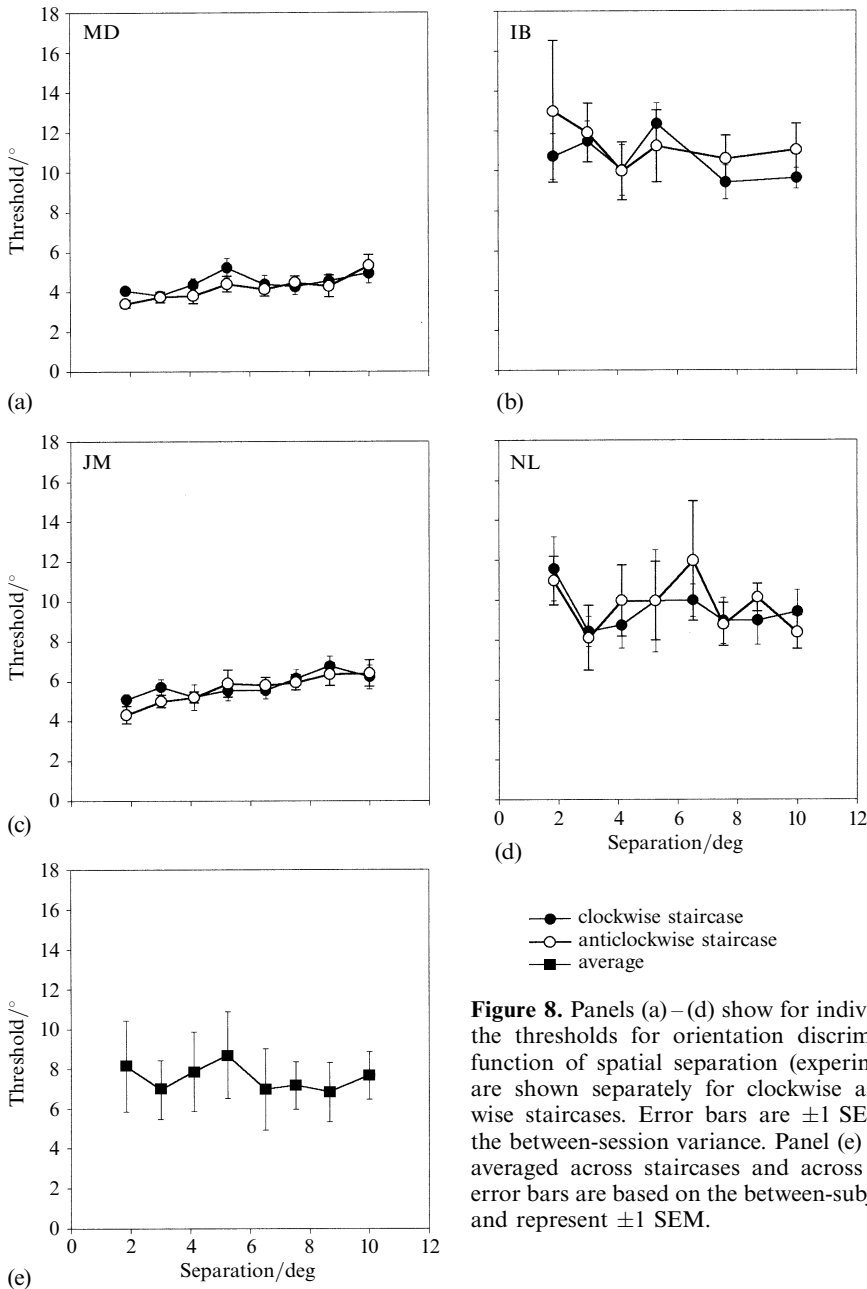 MD
18
16
14
12
10
8
6
4
2
0
Threshold/°
(a)
IB
(b)
JM
18
16
14
12
10
8
6
4
2
0
Threshold/°
(c)
NL
0 2 4 6 8 10 12
Separation/deg
(d)
18
16
14
12
10
8
6
4
2
0
Threshold/°
0 2 4 6 8 10 12
Separation/deg
(e)
clockwise staircase
anticlockwise staircase
average
Figure 8. Panels (a)–(d) show for indiv
the thresholds for orientation discrim
function of spatial separation (experim
are shown separately for clockwise a
wise staircases. Error bars are ±1 SE
the between-session variance. Panel (e)
averaged across staircases and across
error bars are based on the between-sub
and represent ±1 SEM.